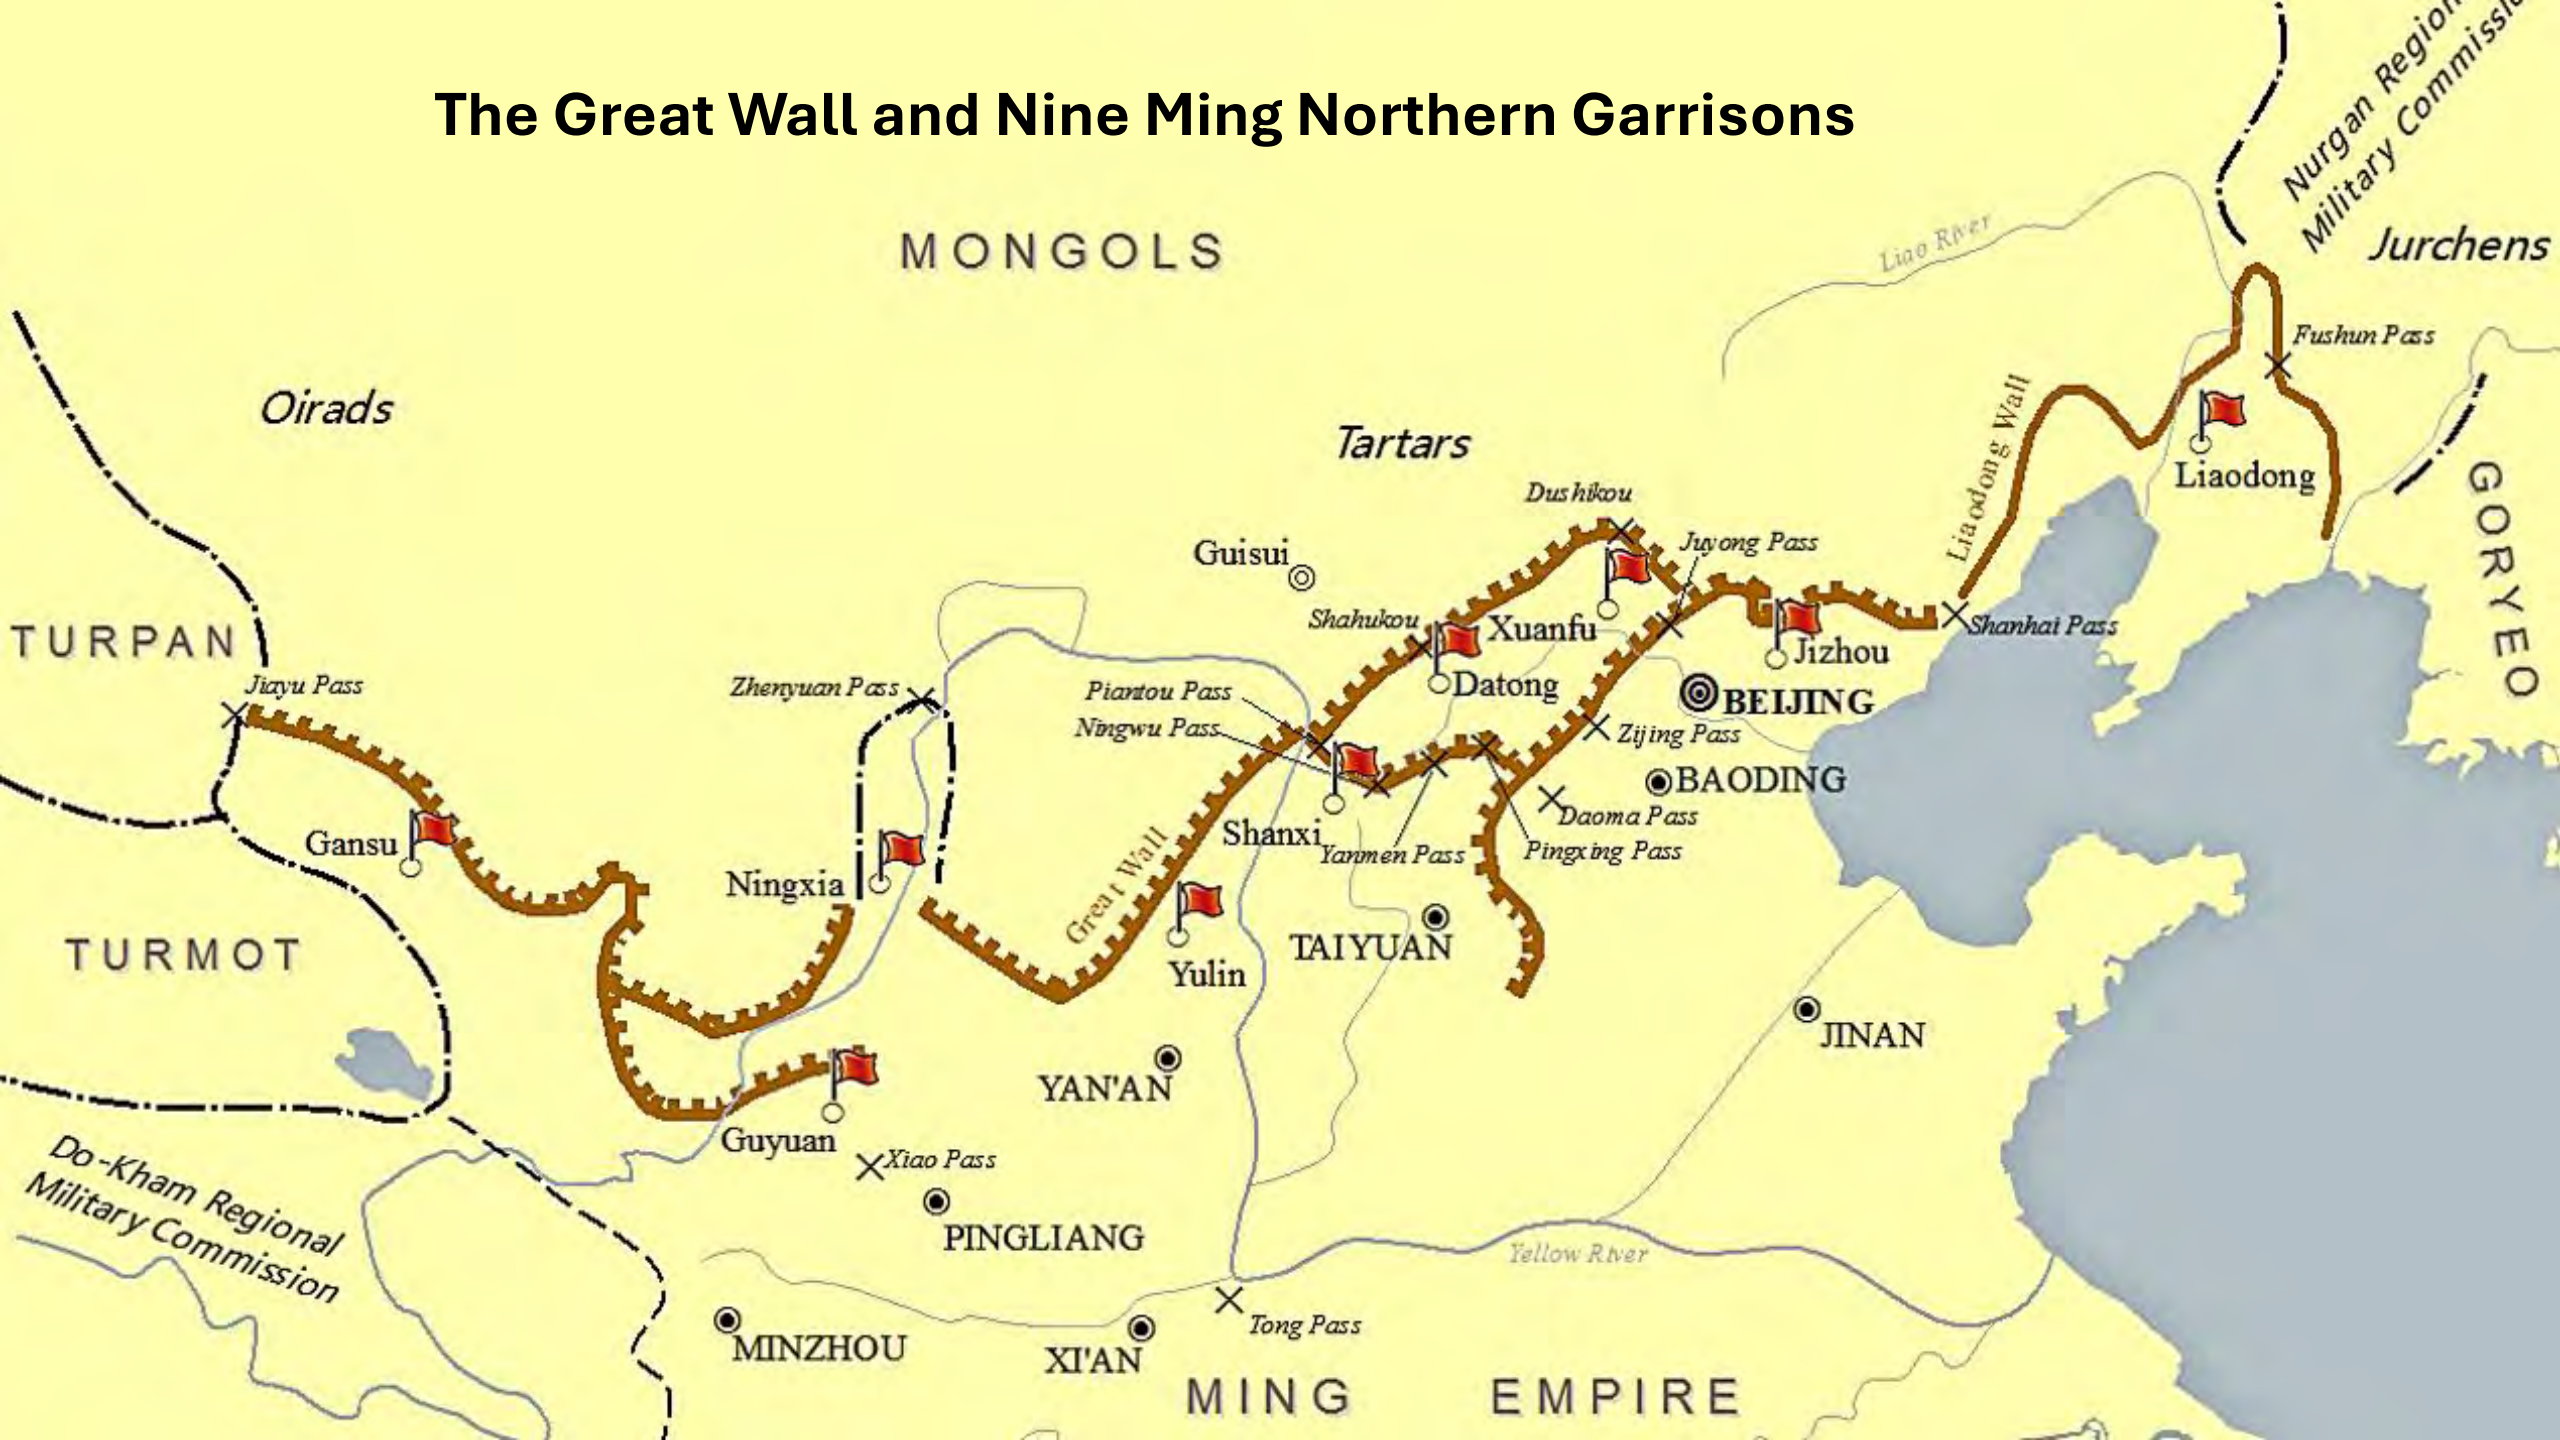 The Great Wall and Nine Ming Northern Garrisons
Nurgan
Military
MONGOLS
Liao River
Jurchens
Fushun Pass
Oirads
Tartars
Liaodong Wall
Liaodong
GORYEO
Dushikou
Juyong Pass
Guisui
Shahukou
Xuanfu
Shanhai Pass
TURPAN
Jizhou
Jiayu Pass
Zhenyuan Pass
Piantou Pass
Datong
BEIJING
Ningwu Pass
Zijing Pass
BAODING
Daoma Pass
Gansu
Shanxi
Yanmen Pass
Pingxing Pass
Ningxia
Great Wall
TURMOT
TAIYUAN
Yulin
JINAN
YAN'AN
Guyuan
Xiao Pass
Do-Kham Regional
Military Commission
PINGLIANG
Yellow River
Tong Pass
MINZHOU
XI'AN
MING EMPIRE